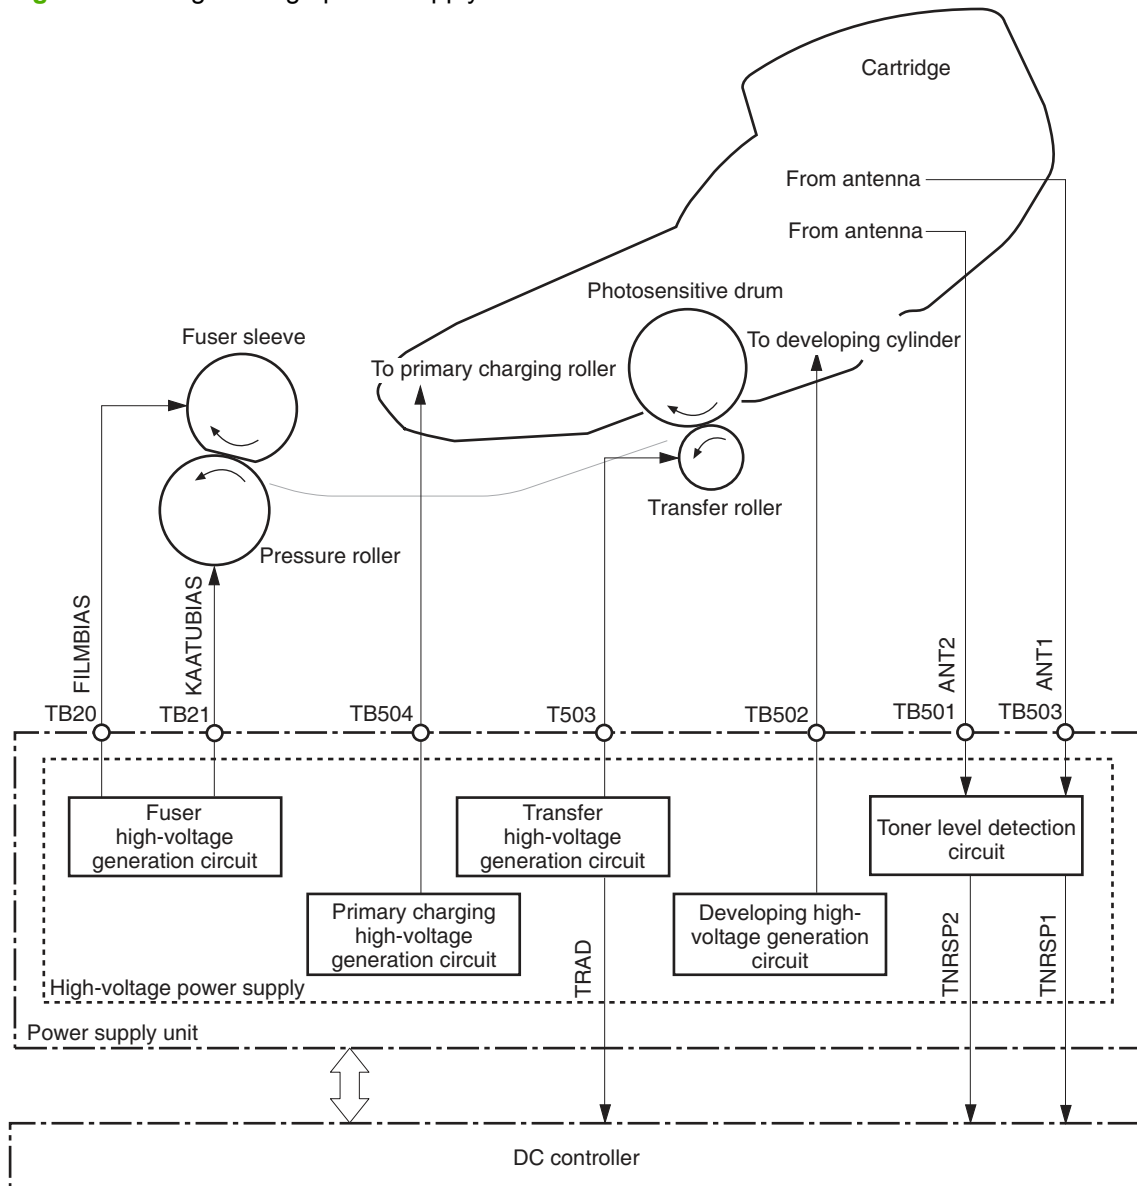 Cartridge
From antenna
From antenna
Photosensitive drum
Fuser sleeve
To developing cylinder
To primary charging roller
Transfer roller
Pressure roller
FILMBIAS
KAATUBIAS
ANT2
ANT1
TB20
TB21
TB504
T503
TB502
TB501
TB503
Fuser
high-voltage
generation circuit
Transfer
high-voltage
generation circuit
Toner level detection
circuit
Primary charging
high-voltage
generation circuit
Developing high-
voltage generation
circuit
TRAD
TNRSP2
TNRSP1
High-voltage power supply
Power supply unit
DC controller